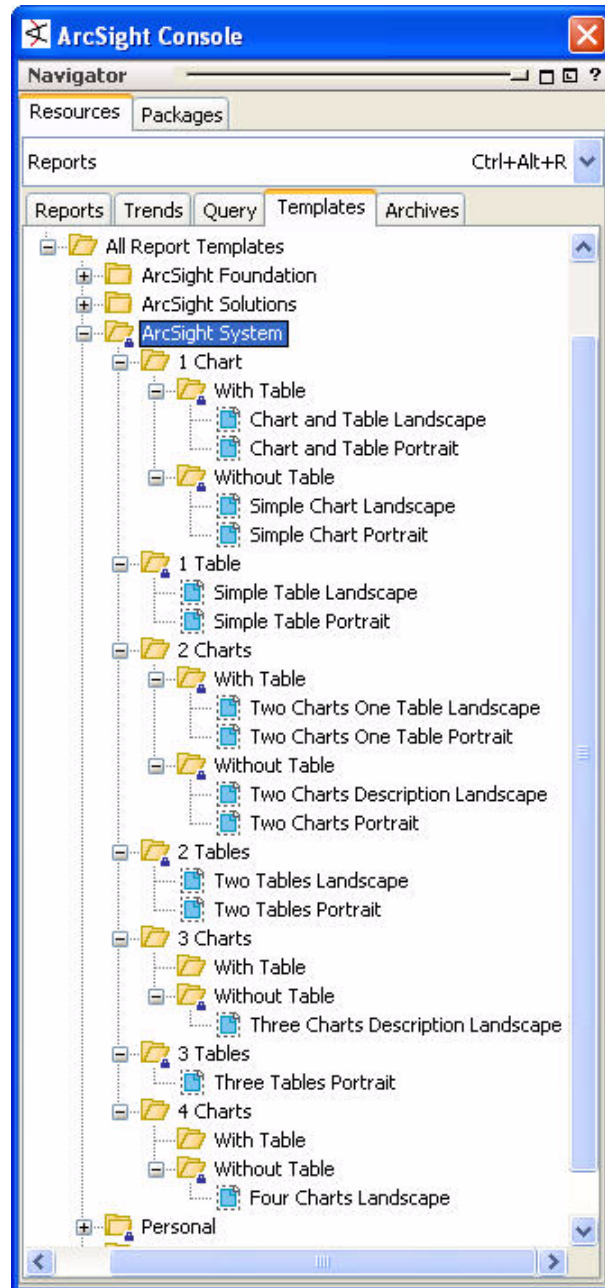 ArcSight Console
Navigator ?
Resources Packages
Reports Ctrl+Alt+R
Reports Trends Query Templates Archives
All Report Templates
ArcSight Foundation
ArcSight Solutions
ArcSight System
1 Chart
With Table
Chart and Table Landscape
Chart and Table Portrait
Without Table
Simple Chart Landscape
Simple Chart Portrait
1 Table
Simple Table Landscape
Simple Table Portrait
2 Charts
With Table
Two Charts One Table Landscape
Two Charts One Table Portrait
Without Table
Two Charts Description Landscape
Two Charts Portrait
2 Tables
Two Tables Landscape
Two Tables Portrait
3 Charts
With Table
Without Table
Three Charts Description Landscape
3 Tables
Three Tables Portrait
4 Charts
With Table
Without Table
Four Charts Landscape
Personal